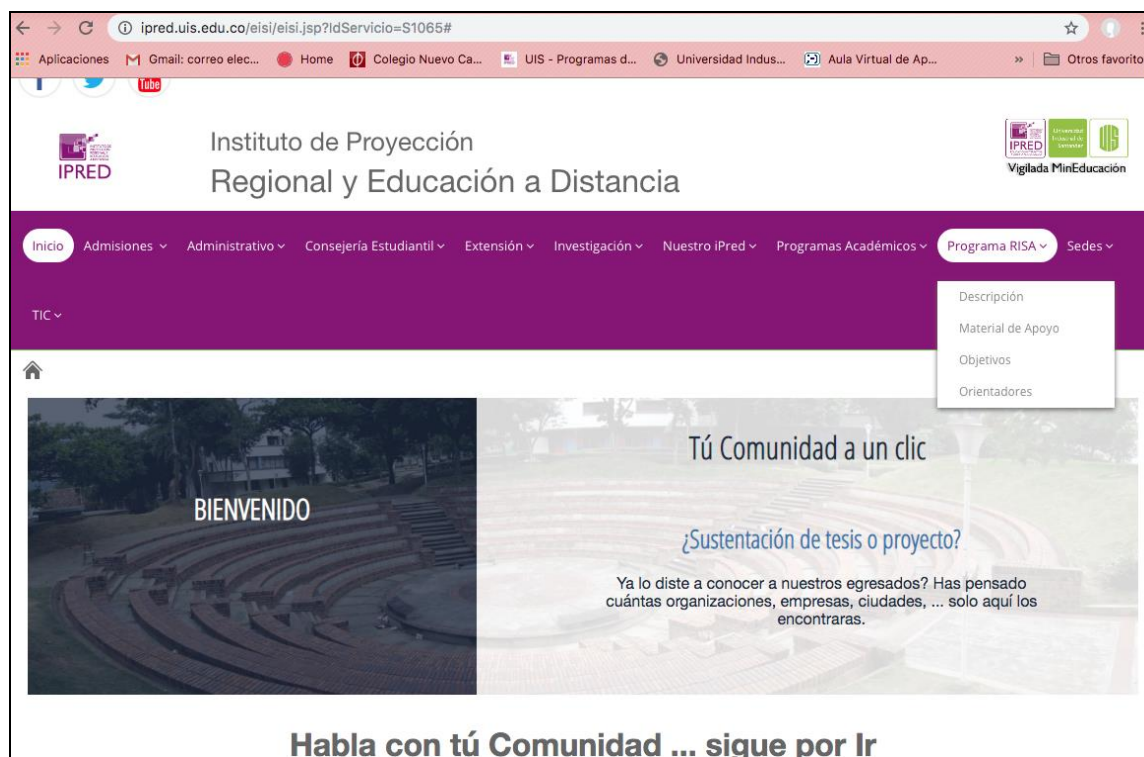 ipred.uis.edu.co/eisi/eisi.jsp?IdServicio=S1065#
Aplicaciones Gmail: correo elec... Home Colegio Nuevo Ca... UIS - Programas d... Universidad Indus... Aula Virtual de Ap... » Otros favorito
Tube
IPRED
Instituto de Proyección
Regional y Educación a Distancia
IPRED
UIS
Vigilada MinEducación
Inicio Admisiones Administrativo Consejería Estudiantil Extensión Investigación Nuestro iPred Programas Académicos Programa RISA Sedes
TIC
Descripción
Material de Apoyo
Objetivos
Orientadores
BIENVENIDO
Tú Comunidad a un clic
¿Sustentación de tesis o proyecto?
Ya lo diste a conocer a nuestros egresados? Has pensado
cuántas organizaciones, empresas, ciudades, ... solo aquí los
encontraras.
Habla con tú Comunidad ... sigue por Ir